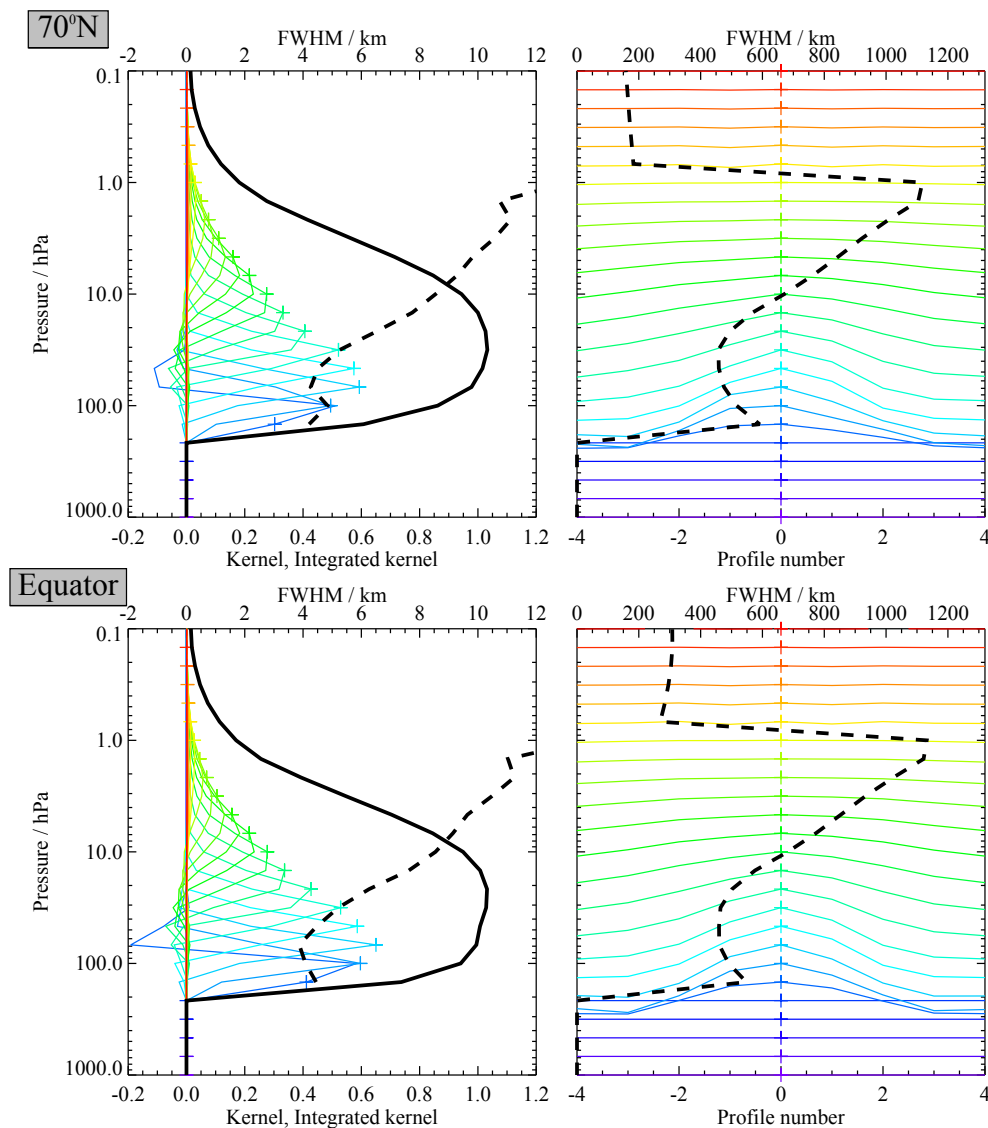 70⁰N
FWHM / km
-2 0 2 4 6 8 10 12
FWHM / km
0 200 400 600 800 1000 1200
0.1
1.0
10.0
100.0
1000.0
Pressure / hPa
-0.2 0.0 0.2 0.4 0.6 0.8 1.0 1.2
Kernel, Integrated kernel
-4 -2 0 2 4
Profile number
Equator
FWHM / km
-2 0 2 4 6 8 10 12
FWHM / km
0 200 400 600 800 1000 1200
0.1
1.0
10.0
100.0
1000.0
Pressure / hPa
-0.2 0.0 0.2 0.4 0.6 0.8 1.0 1.2
Kernel, Integrated kernel
-4 -2 0 2 4
Profile number